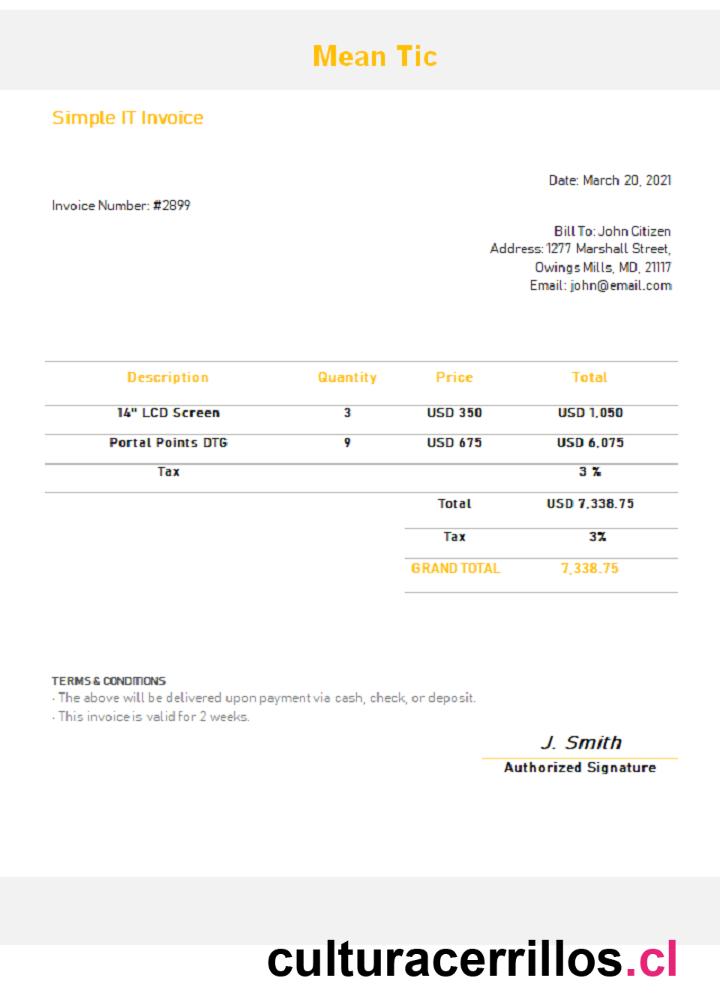 Mean Tic
Simple IT Invoice
Date: March 20, 2021
Invoice Number: #2899
Bill To: John Citizen
Address: 1277 Marshall Street,
Owings Mills, MD, 21117
Email: john@email.com
Description Quantity Price Total
14" LCD Screen 3 USD 350 USD 1,050
Portal Points DTG 9 USD 675 USD 6,075
Tax 3 %
Total USD 7,338.75
Tax 3%
GRAND TOTAL 7,338.75
TERMS & CONDITIONS
· The above will be delivered upon payment via cash, check, or deposit.
· This invoice is valid for 2 weeks.
J. Smith
Authorized Signature
culturacerrillos.cl